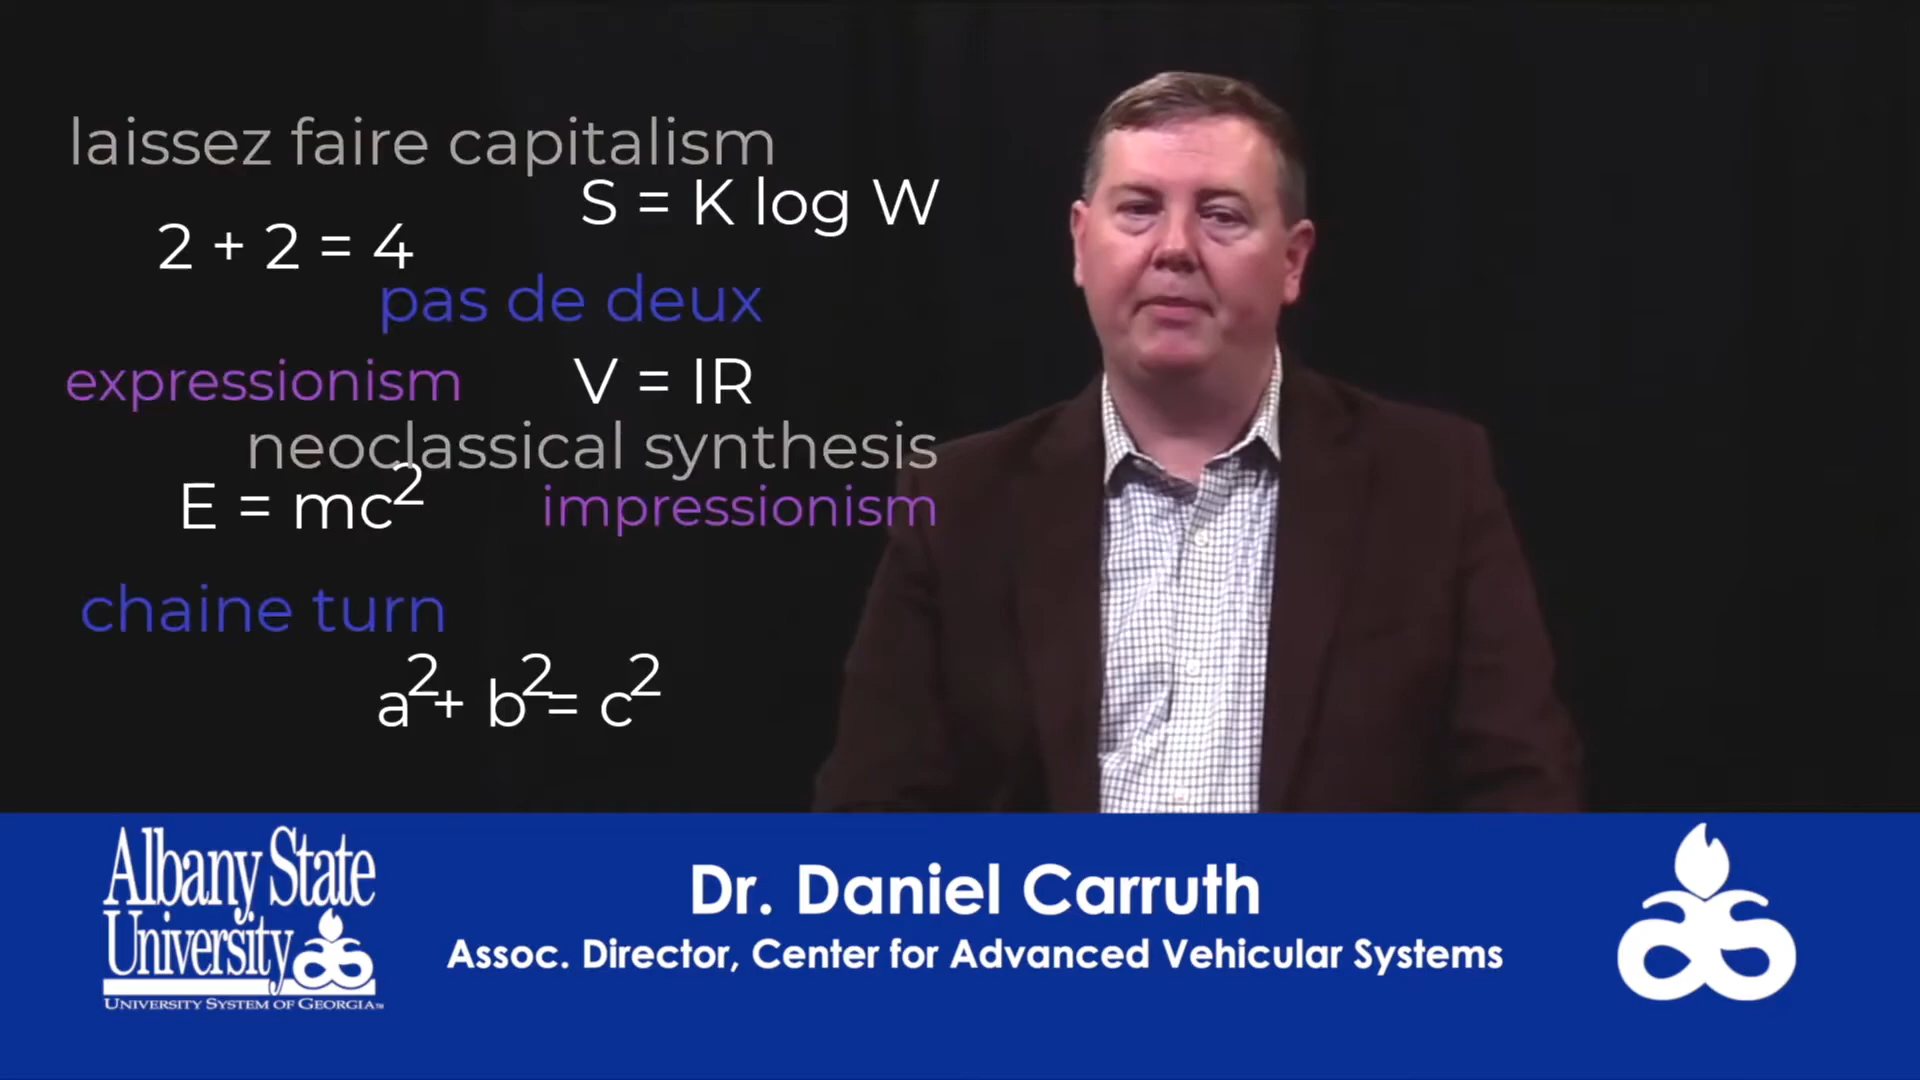 laissez faire capitalism
S = K log W
2 + 2 = 4
pas de deux
expressionism
V = IR
neoclassical synthesis
E = mc²
impressionism
chaine turn
a² + b² = c²
Albany State
University
UNIVERSITY SYSTEM OF GEORGIA™
Dr. Daniel Carruth
Assoc. Director, Center for Advanced Vehicular Systems